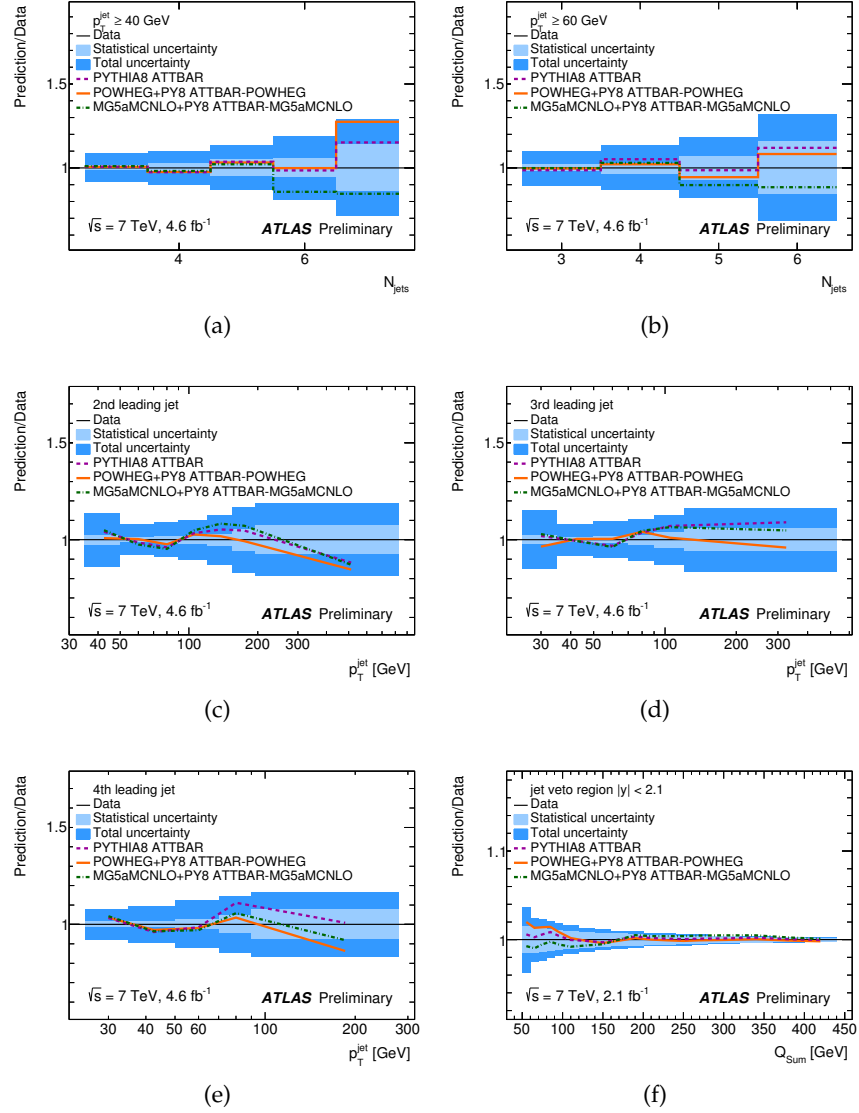 Prediction/Data
1
1.5
p_T^jet ≥ 40 GeV
Data
Statistical uncertainty
Total uncertainty
PYTHIA8 ATTBAR
POWHEG+PY8 ATTBAR-POWHEG
MG5aMCNLO+PY8 ATTBAR-MG5aMCNLO
√s = 7 TeV, 4.6 fb⁻¹
ATLAS Preliminary
4 6
N_jets
(a)
Prediction/Data
1
1.5
p_T^jet ≥ 60 GeV
Data
Statistical uncertainty
Total uncertainty
PYTHIA8 ATTBAR
POWHEG+PY8 ATTBAR-POWHEG
MG5aMCNLO+PY8 ATTBAR-MG5aMCNLO
√s = 7 TeV, 4.6 fb⁻¹
ATLAS Preliminary
3 4 5 6
N_jets
(b)
Prediction/Data
1
1.5
2nd leading jet
Data
Statistical uncertainty
Total uncertainty
PYTHIA8 ATTBAR
POWHEG+PY8 ATTBAR-POWHEG
MG5aMCNLO+PY8 ATTBAR-MG5aMCNLO
√s = 7 TeV, 4.6 fb⁻¹
ATLAS Preliminary
30 40 50 100 200 300
p_T^jet [GeV]
(c)
Prediction/Data
1
1.5
3rd leading jet
Data
Statistical uncertainty
Total uncertainty
PYTHIA8 ATTBAR
POWHEG+PY8 ATTBAR-POWHEG
MG5aMCNLO+PY8 ATTBAR-MG5aMCNLO
√s = 7 TeV, 4.6 fb⁻¹
ATLAS Preliminary
30 40 50 100 200 300
p_T^jet [GeV]
(d)
Prediction/Data
1
1.5
4th leading jet
Data
Statistical uncertainty
Total uncertainty
PYTHIA8 ATTBAR
POWHEG+PY8 ATTBAR-POWHEG
MG5aMCNLO+PY8 ATTBAR-MG5aMCNLO
√s = 7 TeV, 4.6 fb⁻¹
ATLAS Preliminary
30 40 50 60 100 200 300
p_T^jet [GeV]
(e)
Prediction/Data
1
1.1
jet veto region |y| < 2.1
Data
Statistical uncertainty
Total uncertainty
PYTHIA8 ATTBAR
POWHEG+PY8 ATTBAR-POWHEG
MG5aMCNLO+PY8 ATTBAR-MG5aMCNLO
√s = 7 TeV, 2.1 fb⁻¹
ATLAS Preliminary
50 100 150 200 250 300 350 400 450
Q_Sum [GeV]
(f)